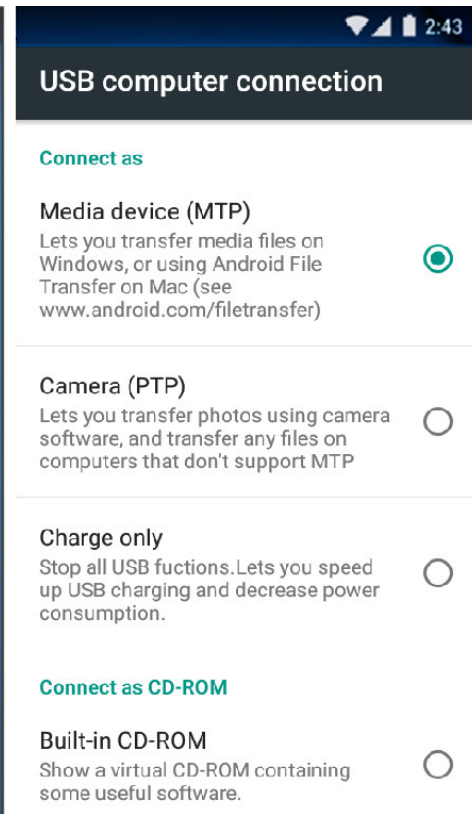 2:43
USB computer connection
Connect as
Media device (MTP)
Lets you transfer media files on
Windows, or using Android File
Transfer on Mac (see
www.android.com/filetransfer)
Camera (PTP)
Lets you transfer photos using camera
software, and transfer any files on
computers that don't support MTP
Charge only
Stop all USB fuctions.Lets you speed
up USB charging and decrease power
consumption.
Connect as CD-ROM
Built-in CD-ROM
Show a virtual CD-ROM containing
some useful software.